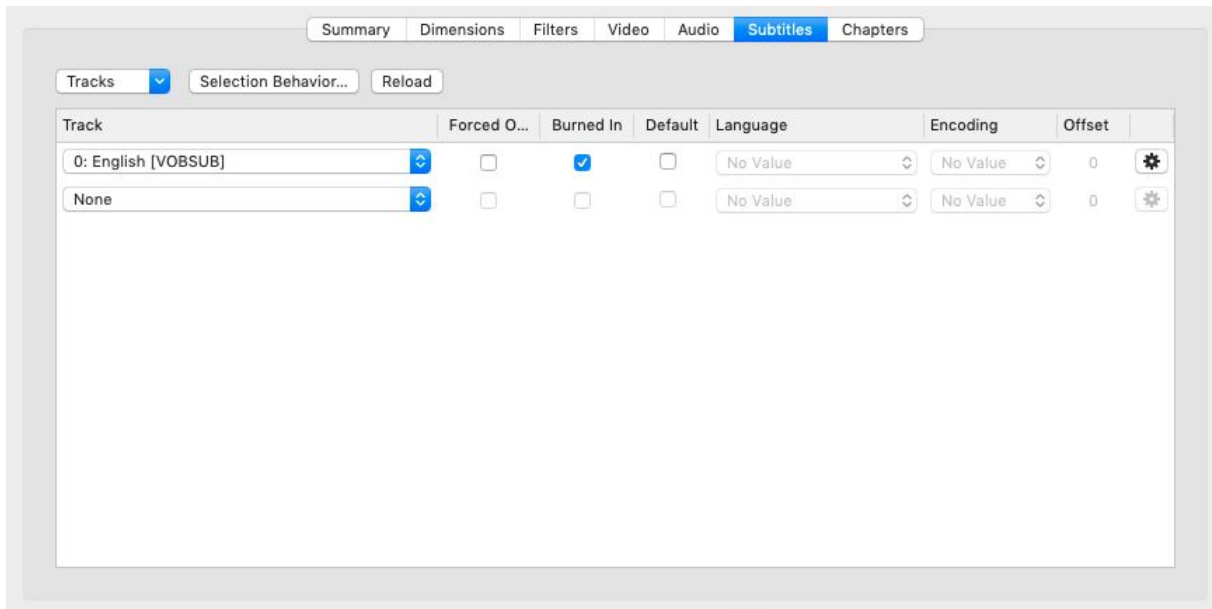 Summary Dimensions Filters Video Audio Subtitles Chapters
Tracks Selection Behavior... Reload
Track Forced O... Burned In Default Language Encoding Offset
0: English [VOBSUB] No Value No Value 0
None No Value No Value 0